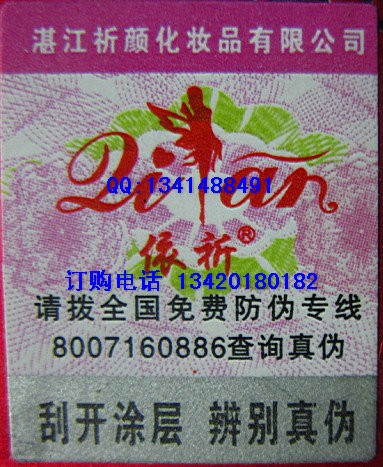 湛江祈颜化妆品有限公司
QiYan
QQ:1341488491
依祈®
订购电话 13420180182
请拨全国免费防伪专线
8007160886查询真伪
刮开涂层 辨别真伪